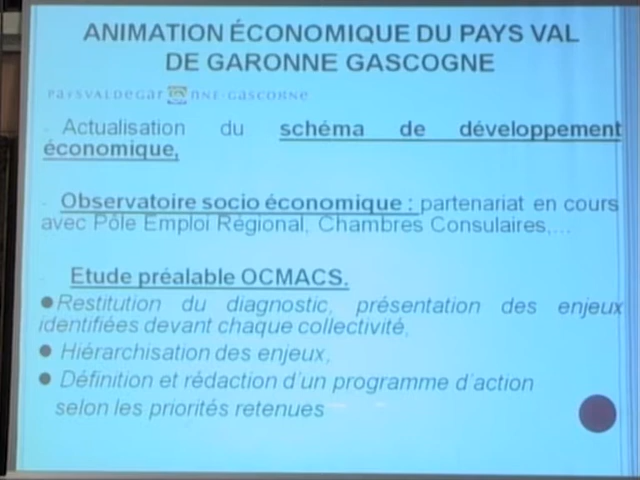 ANIMATION ÉCONOMIQUE DU PAYS VAL
DE GARONNE GASCOGNE
PAYSVALDEGARONNE-GASCOGNE
- Actualisation du schéma de développement
économique,
- Observatoire socio économique : partenariat en cours
avec Pôle Emploi Régional, Chambres Consulaires,...
- Etude préalable OCMACS.
●Restitution du diagnostic, présentation des enjeux
identifiées devant chaque collectivité,
● Hiérarchisation des enjeux,
● Définition et rédaction d'un programme d'action
selon les priorités retenues